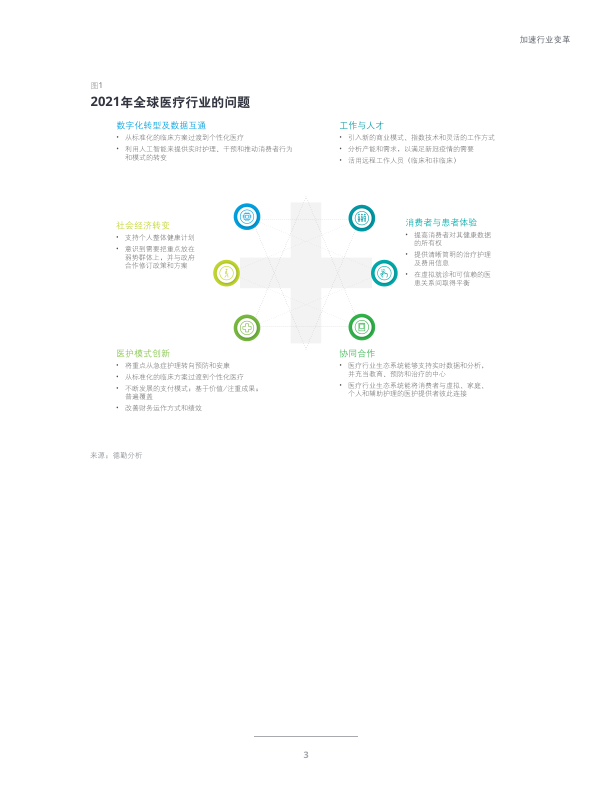 加速行业变革
图1
2021年全球医疗行业的问题
数字化转型及数据互通
• 从标准化的临床方案过渡到个性化医疗
• 利用人工智能来提供实时护理、干预和推动消费者行为
和模式的转变
工作与人才
• 引入新的商业模式、指数技术和灵活的工作方式
• 分析产能和需求，以满足新冠疫情的需要
• 活用远程工作人员（临床和非临床）
社会经济转变
• 支持个人整体健康计划
• 意识到需要把重点放在
弱势群体上，并与政府
合作修订政策和方案
消费者与患者体验
• 提高消费者对其健康数据
的所有权
• 提供清晰简明的治疗护理
及费用信息
• 在虚拟就诊和可信赖的医
患关系间取得平衡
医护模式创新
• 将重点从急症护理转向预防和安康
• 从标准化的临床方案过渡到个性化医疗
• 不断发展的支付模式：基于价值/注重成果。
普遍覆盖
• 改善财务运作方式和绩效
协同合作
• 医疗行业生态系统能够支持实时数据和分析，
并充当教育、预防和治疗的中心
• 医疗行业生态系统能将消费者与虚拟、家庭、
个人和辅助护理的医护提供者彼此连接
来源：德勤分析
3